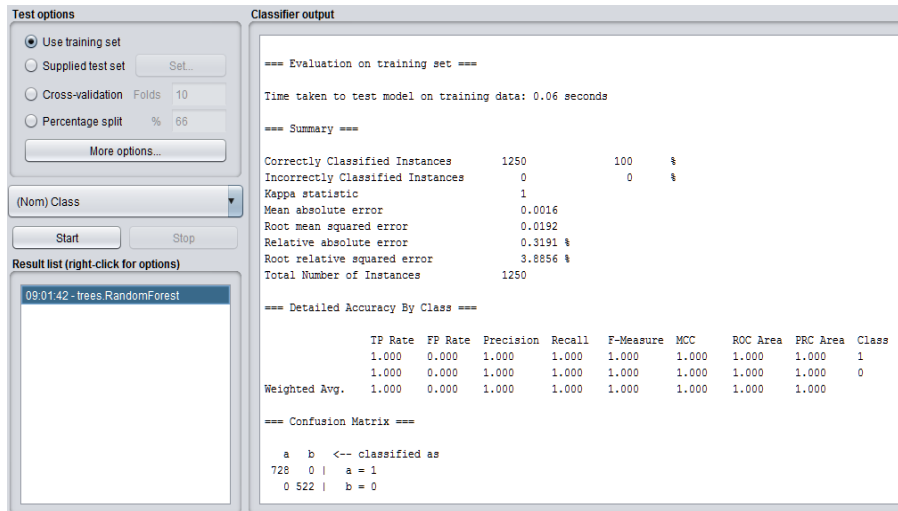 Test options
Use training set
Supplied test set Set...
Cross-validation Folds 10
Percentage split % 66
More options...
(Nom) Class
Start Stop
Result list (right-click for options)
09:01:42 - trees.RandomForest
Classifier output
=== Evaluation on training set ===
Time taken to test model on training data: 0.06 seconds
=== Summary ===
Correctly Classified Instances 1250 100 %
Incorrectly Classified Instances 0 0 %
Kappa statistic 1
Mean absolute error 0.0016
Root mean squared error 0.0192
Relative absolute error 0.3191 %
Root relative squared error 3.8856 %
Total Number of Instances 1250
=== Detailed Accuracy By Class ===
TP Rate FP Rate Precision Recall F-Measure MCC ROC Area PRC Area Class
1.000 0.000 1.000 1.000 1.000 1.000 1.000 1.000 1
1.000 0.000 1.000 1.000 1.000 1.000 1.000 1.000 0
Weighted Avg. 1.000 0.000 1.000 1.000 1.000 1.000 1.000 1.000
=== Confusion Matrix ===
a b <-- classified as
728 0 | a = 1
0 522 | b = 0